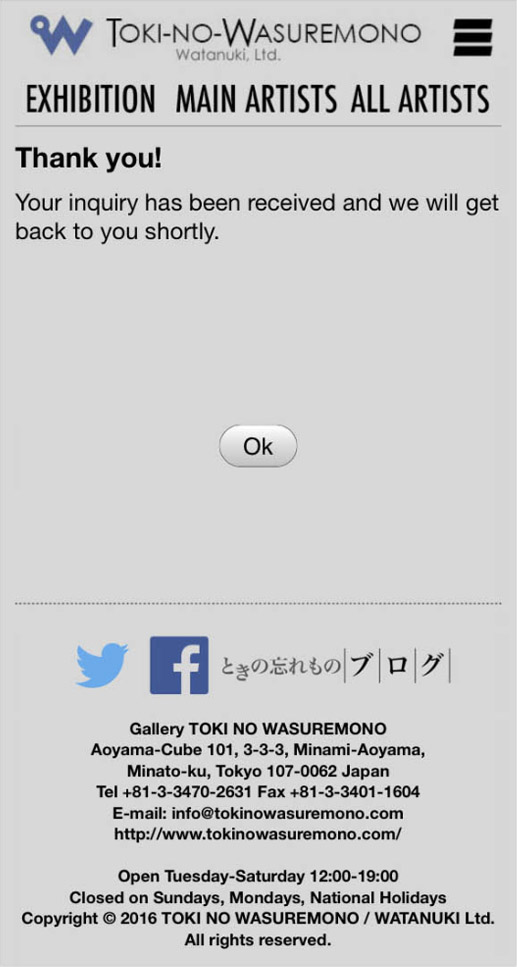 TOKI-NO-WASUREMONO
Watanuki, Ltd.
EXHIBITION MAIN ARTISTS ALL ARTISTS
Thank you!
Your inquiry has been received and we will get
back to you shortly.
Ok
ときの忘れもの ブログ
Gallery TOKI NO WASUREMONO
Aoyama-Cube 101, 3-3-3, Minami-Aoyama,
Minato-ku, Tokyo 107-0062 Japan
Tel +81-3-3470-2631 Fax +81-3-3401-1604
E-mail: info@tokinowasuremono.com
http://www.tokinowasuremono.com/
Open Tuesday-Saturday 12:00-19:00
Closed on Sundays, Mondays, National Holidays
Copyright © 2016 TOKI NO WASUREMONO / WATANUKI Ltd.
All rights reserved.